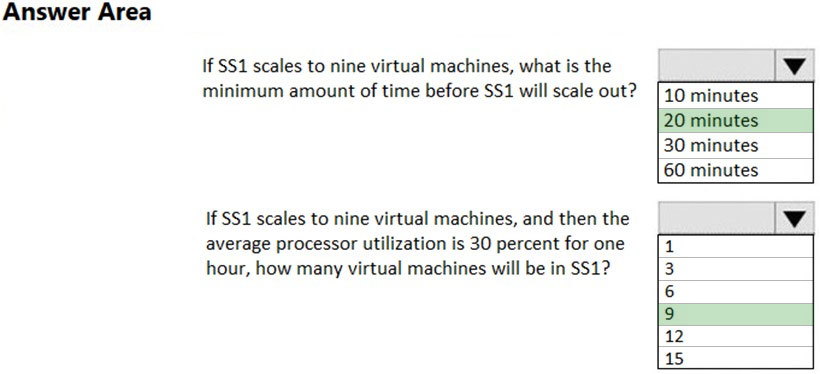 Answer Area
If SS1 scales to nine virtual machines, what is the
minimum amount of time before SS1 will scale out?
10 minutes
20 minutes
30 minutes
60 minutes
If SS1 scales to nine virtual machines, and then the
average processor utilization is 30 percent for one
hour, how many virtual machines will be in SS1?
1
3
6
9
12
15